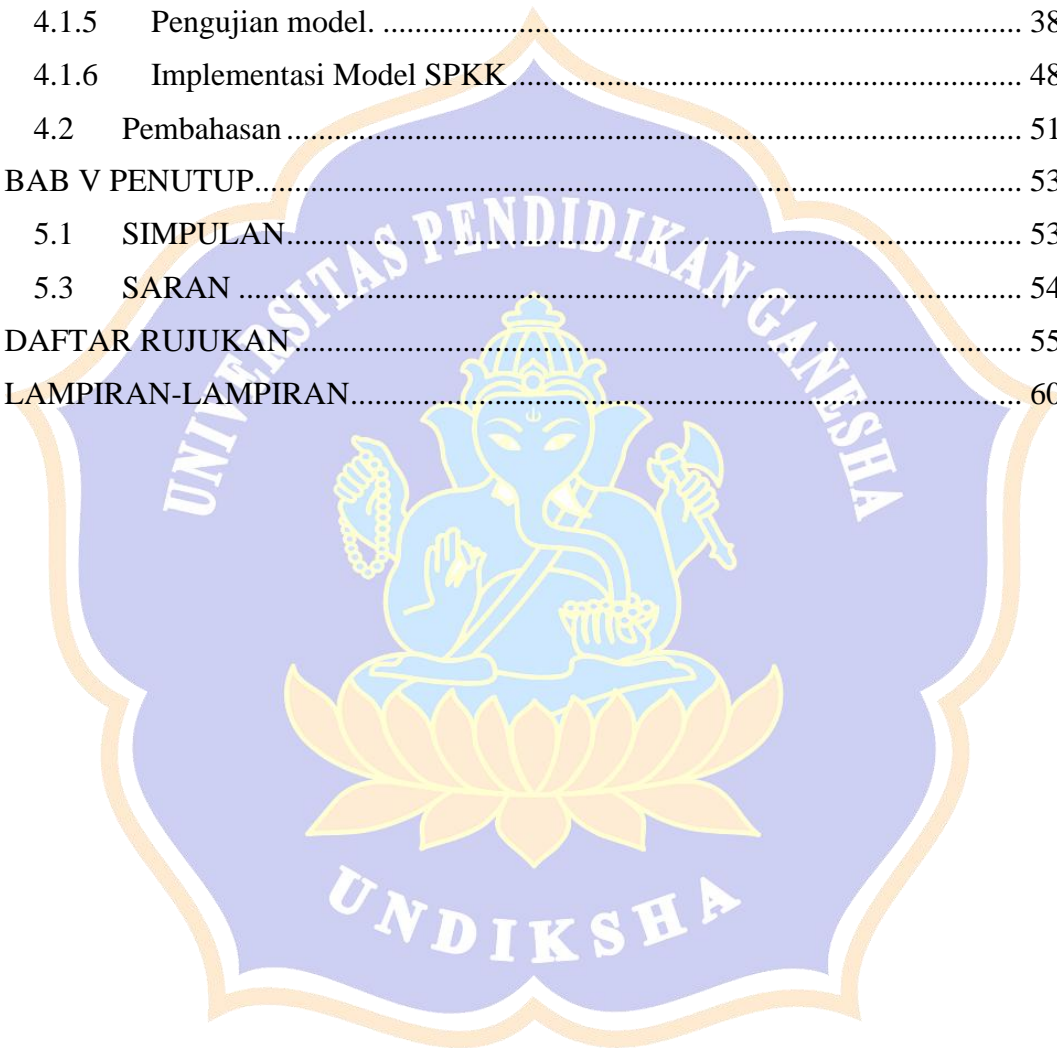 4.1.5 Pengujian model. .......... 38
4.1.6 Implementasi Model SPKK .......... 48
4.2 Pembahasan .......... 51
BAB V PENUTUP .......... 53
5.1 SIMPULAN .......... 53
5.3 SARAN .......... 54
DAFTAR RUJUKAN .......... 55
LAMPIRAN-LAMPIRAN .......... 60
UNIVERSITAS PENDIDIKAN GANESHA
UNDIKSHA